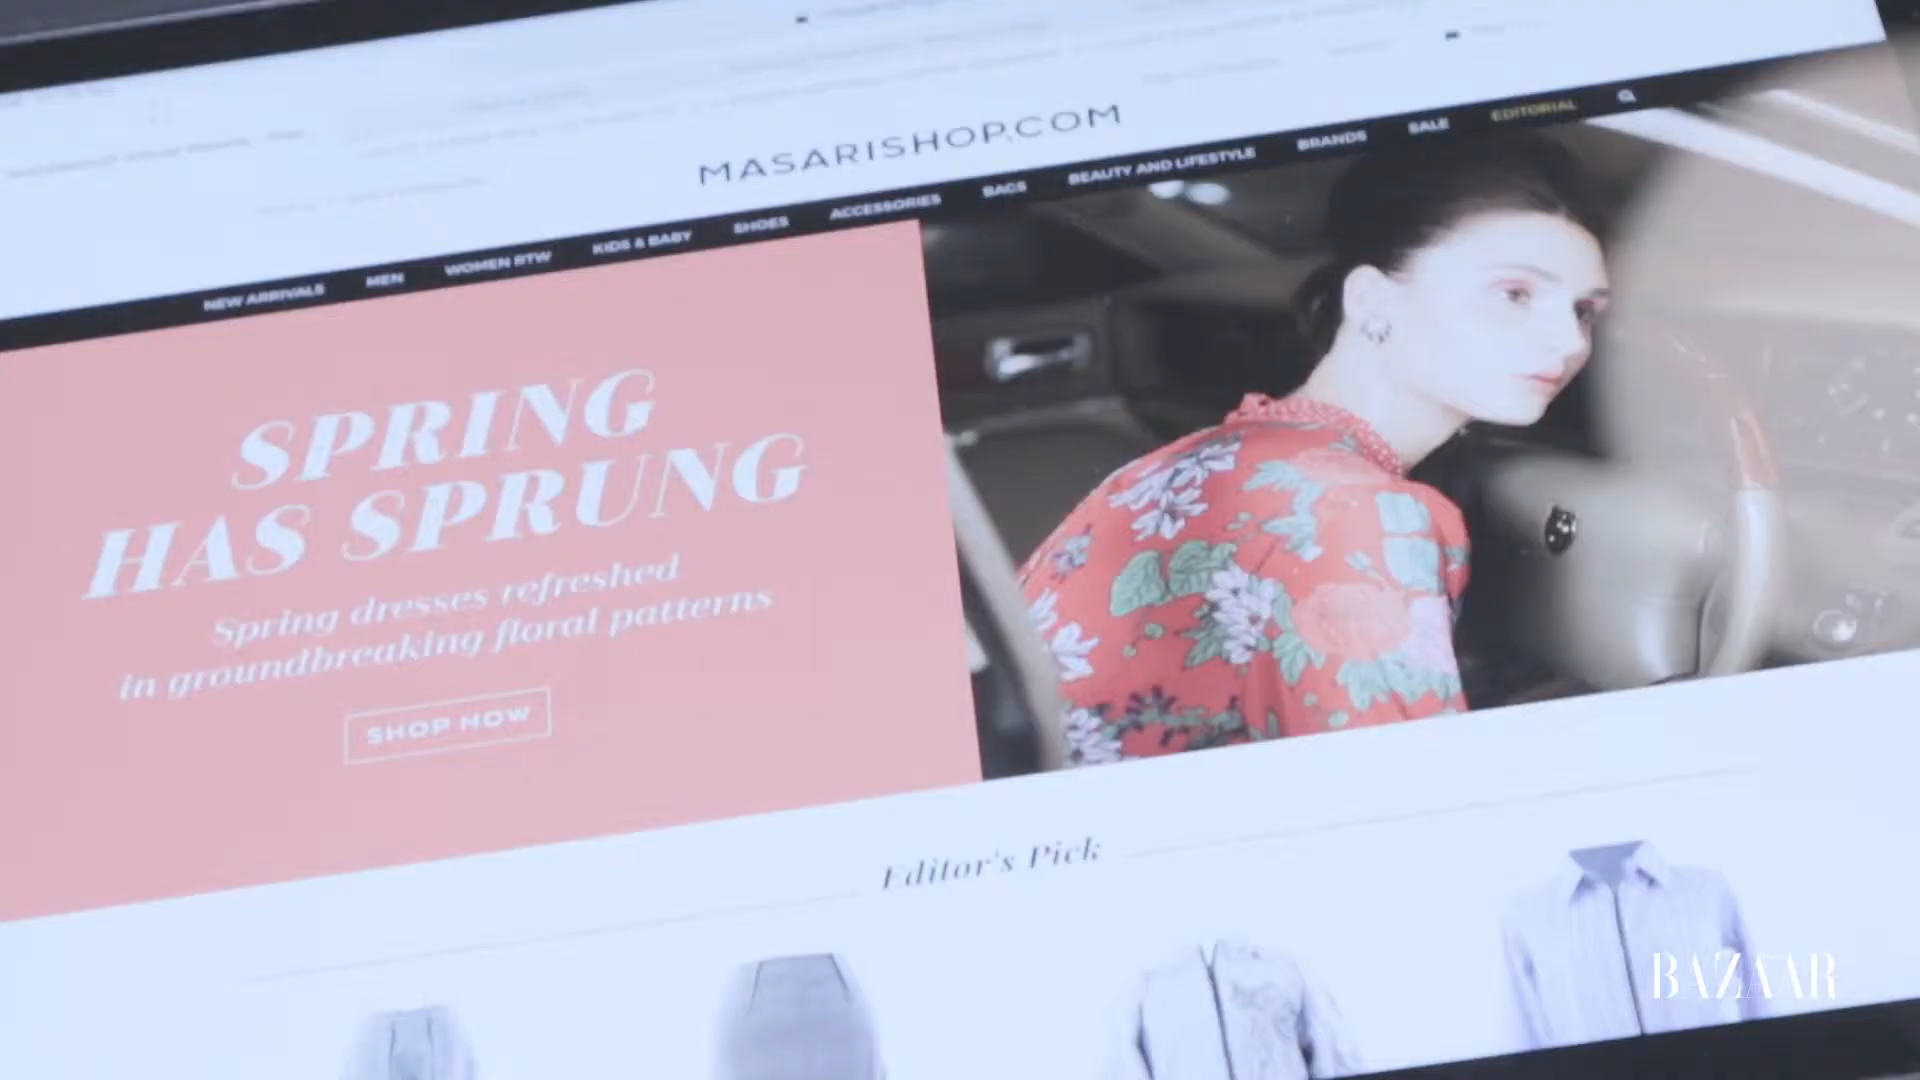 MASARISHOP.COM
NEW ARRIVALS MEN WOMEN RTW KIDS & BABY SHOES ACCESSORIES BAGS BEAUTY AND LIFESTYLE BRANDS SALE EDITORIAL
SPRING
HAS SPRUNG
Spring dresses refreshed
in groundbreaking floral patterns
SHOP NOW
Editor's Pick
BAZAAR